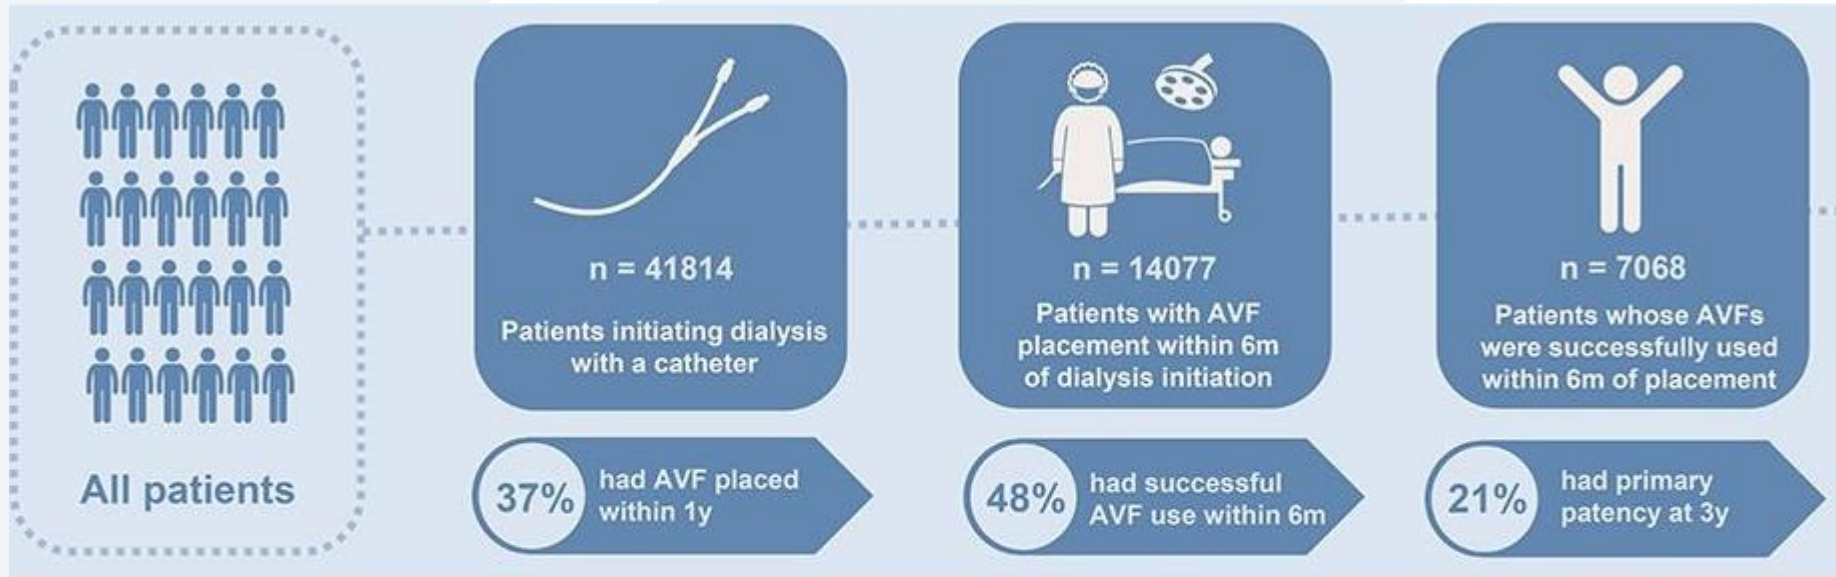 All patients
n = 41814
Patients initiating dialysis
with a catheter
37%
had AVF placed
within 1y
n = 14077
Patients with AVF
placement within 6m
of dialysis initiation
48%
had successful
AVF use within 6m
n = 7068
Patients whose AVFs
were successfully used
within 6m of placement
21%
had primary
patency at 3y